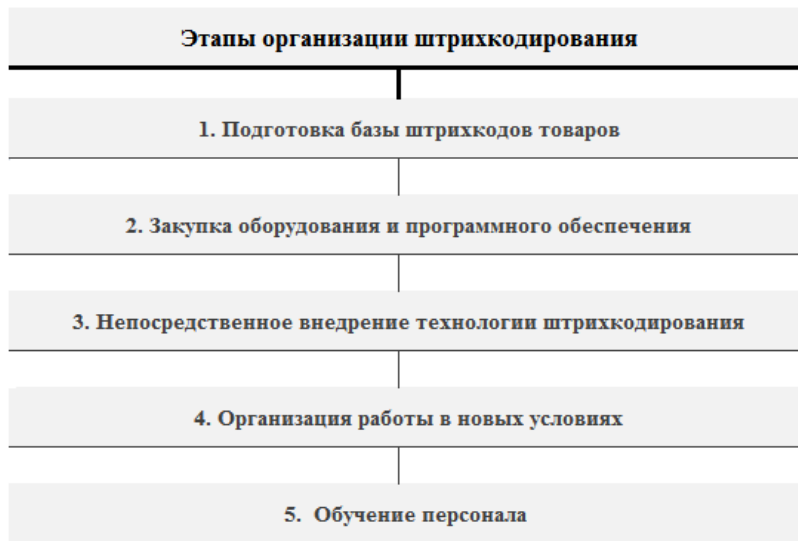 Этапы организации штрихкодирования
1. Подготовка базы штрихкодов товаров
2. Закупка оборудования и программного обеспечения
3. Непосредственное внедрение технологии штрихкодирования
4. Организация работы в новых условиях
5. Обучение персонала